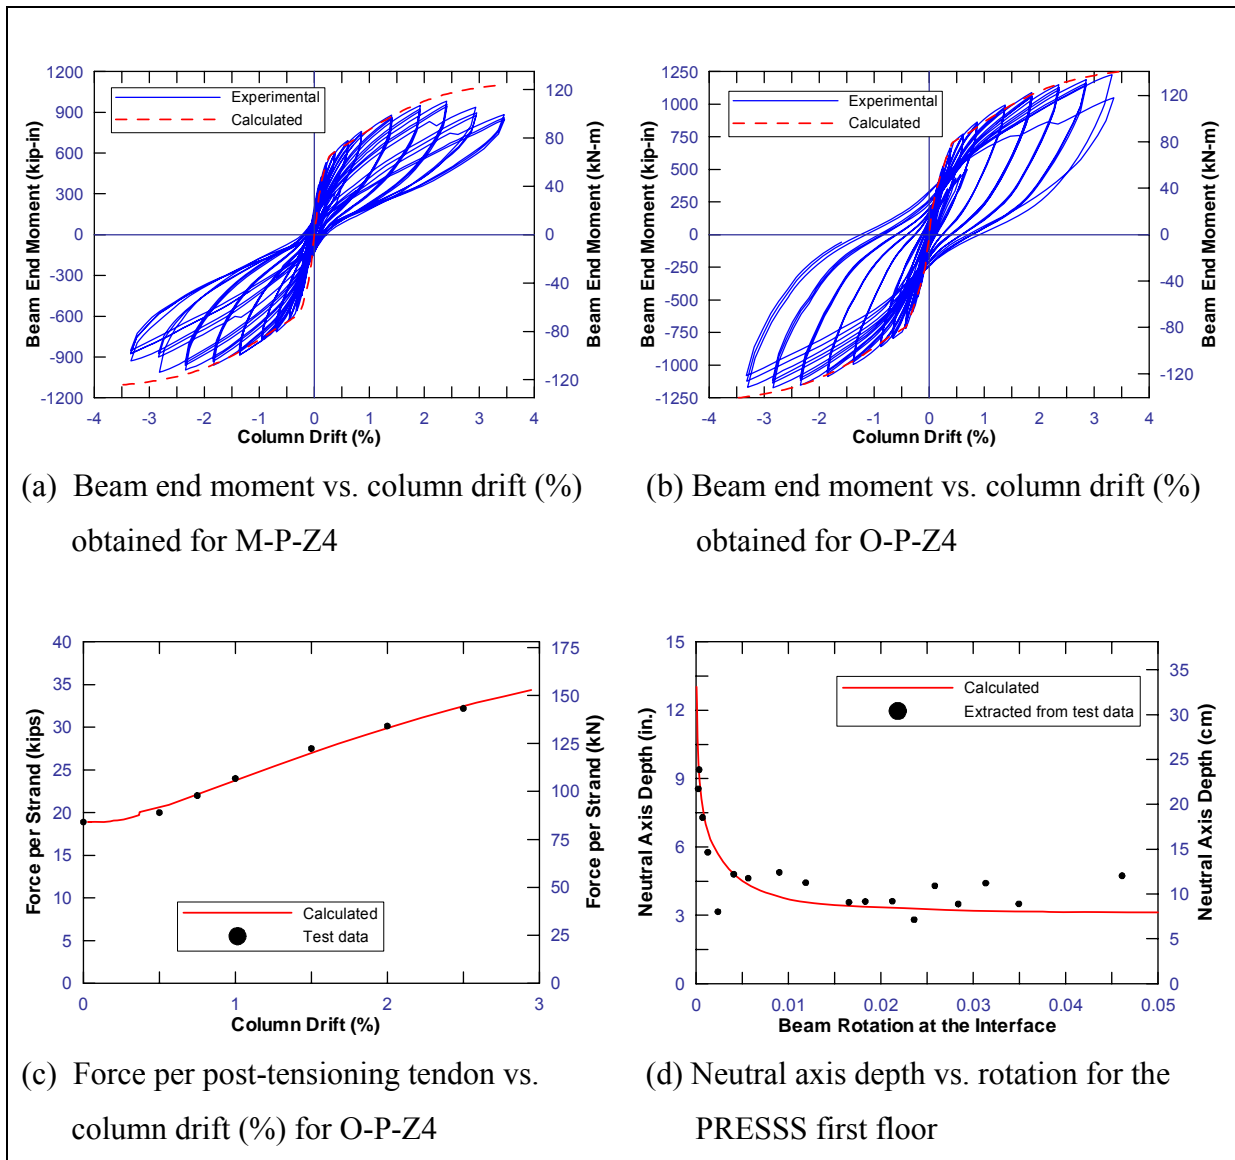 1200
900
600
300
0
-300
-600
-900
-1200
Beam End Moment (kip-in)
Experimental
Calculated
120
80
40
0
-40
-80
-120
Beam End Moment (kN-m)
-4 -3 -2 -1 0 1 2 3 4
Column Drift (%)
(a) Beam end moment vs. column drift (%)
obtained for M-P-Z4
1250
1000
750
500
250
0
-250
-500
-750
-1000
-1250
Beam End Moment (kip-in)
Experimental
Calculated
120
80
40
0
-40
-80
-120
Beam End Moment (kN-m)
-4 -3 -2 -1 0 1 2 3 4
Column Drift (%)
(b) Beam end moment vs. column drift (%)
obtained for O-P-Z4
40
35
30
25
20
15
10
5
0
Force per Strand (kips)
Calculated
Test data
175
150
125
100
75
50
25
0
Force per Strand (kN)
0 1 2 3
Column Drift (%)
(c) Force per post-tensioning tendon vs.
column drift (%) for O-P-Z4
15
12
9
6
3
0
Neutral Axis Depth (in.)
Calculated
Extracted from test data
35
30
25
20
15
10
5
0
Neutral Axis Depth (cm)
0 0.01 0.02 0.03 0.04 0.05
Beam Rotation at the Interface
(d) Neutral axis depth vs. rotation for the
PRESSS first floor